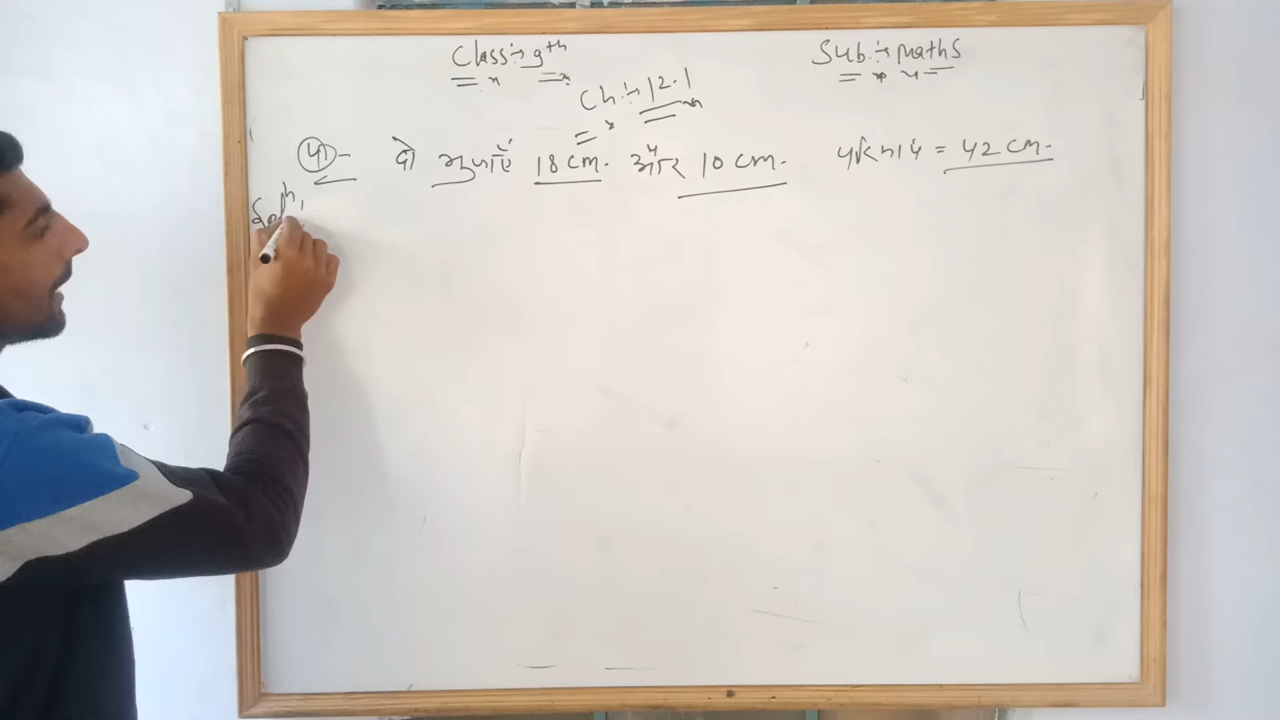 Class:- 9th
Sub:- Maths
Ch:- 12.1
(4)- दो भुजाएँ 18 cm. और 10 cm. परिमाप = 42 cm.
Soln,